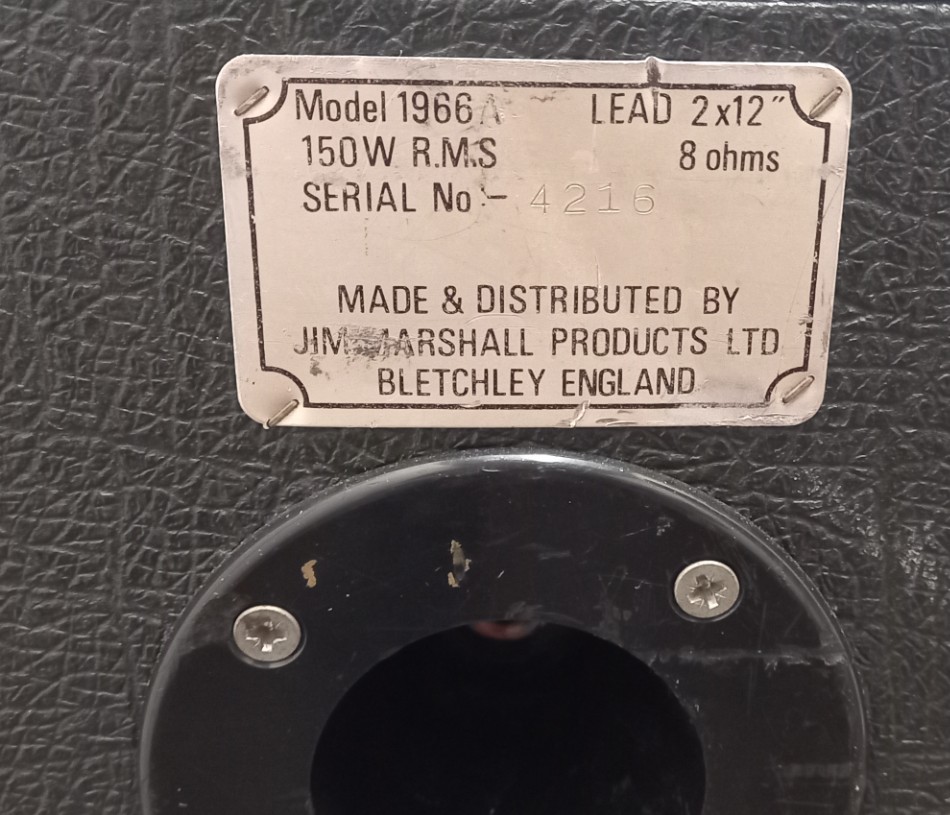 Model 1966A LEAD 2x12"
150W R.M.S 8 ohms
SERIAL No :- 4216
MADE & DISTRIBUTED BY
JIM MARSHALL PRODUCTS LTD
BLETCHLEY ENGLAND